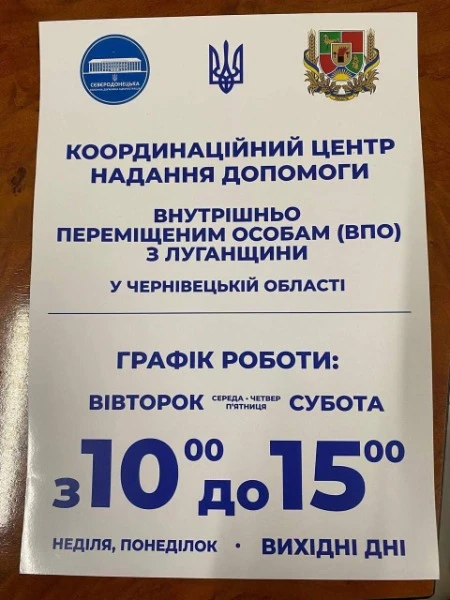 СЄВЄРОДОНЕЦЬКА
КООРДИНАЦІЙНИЙ ЦЕНТР
НАДАННЯ ДОПОМОГИ
ВНУТРІШНЬО
ПЕРЕМІЩЕНИМ ОСОБАМ (ВПО)
З ЛУГАНЩИНИ
У ЧЕРНІВЕЦЬКІЙ ОБЛАСТІ
ГРАФІК РОБОТИ:
ВІВТОРОК СЕРЕДА - ЧЕТВЕР П'ЯТНИЦЯ СУБОТА
з 10 00 до 15 00
НЕДІЛЯ, ПОНЕДІЛОК • ВИХІДНІ ДНІ